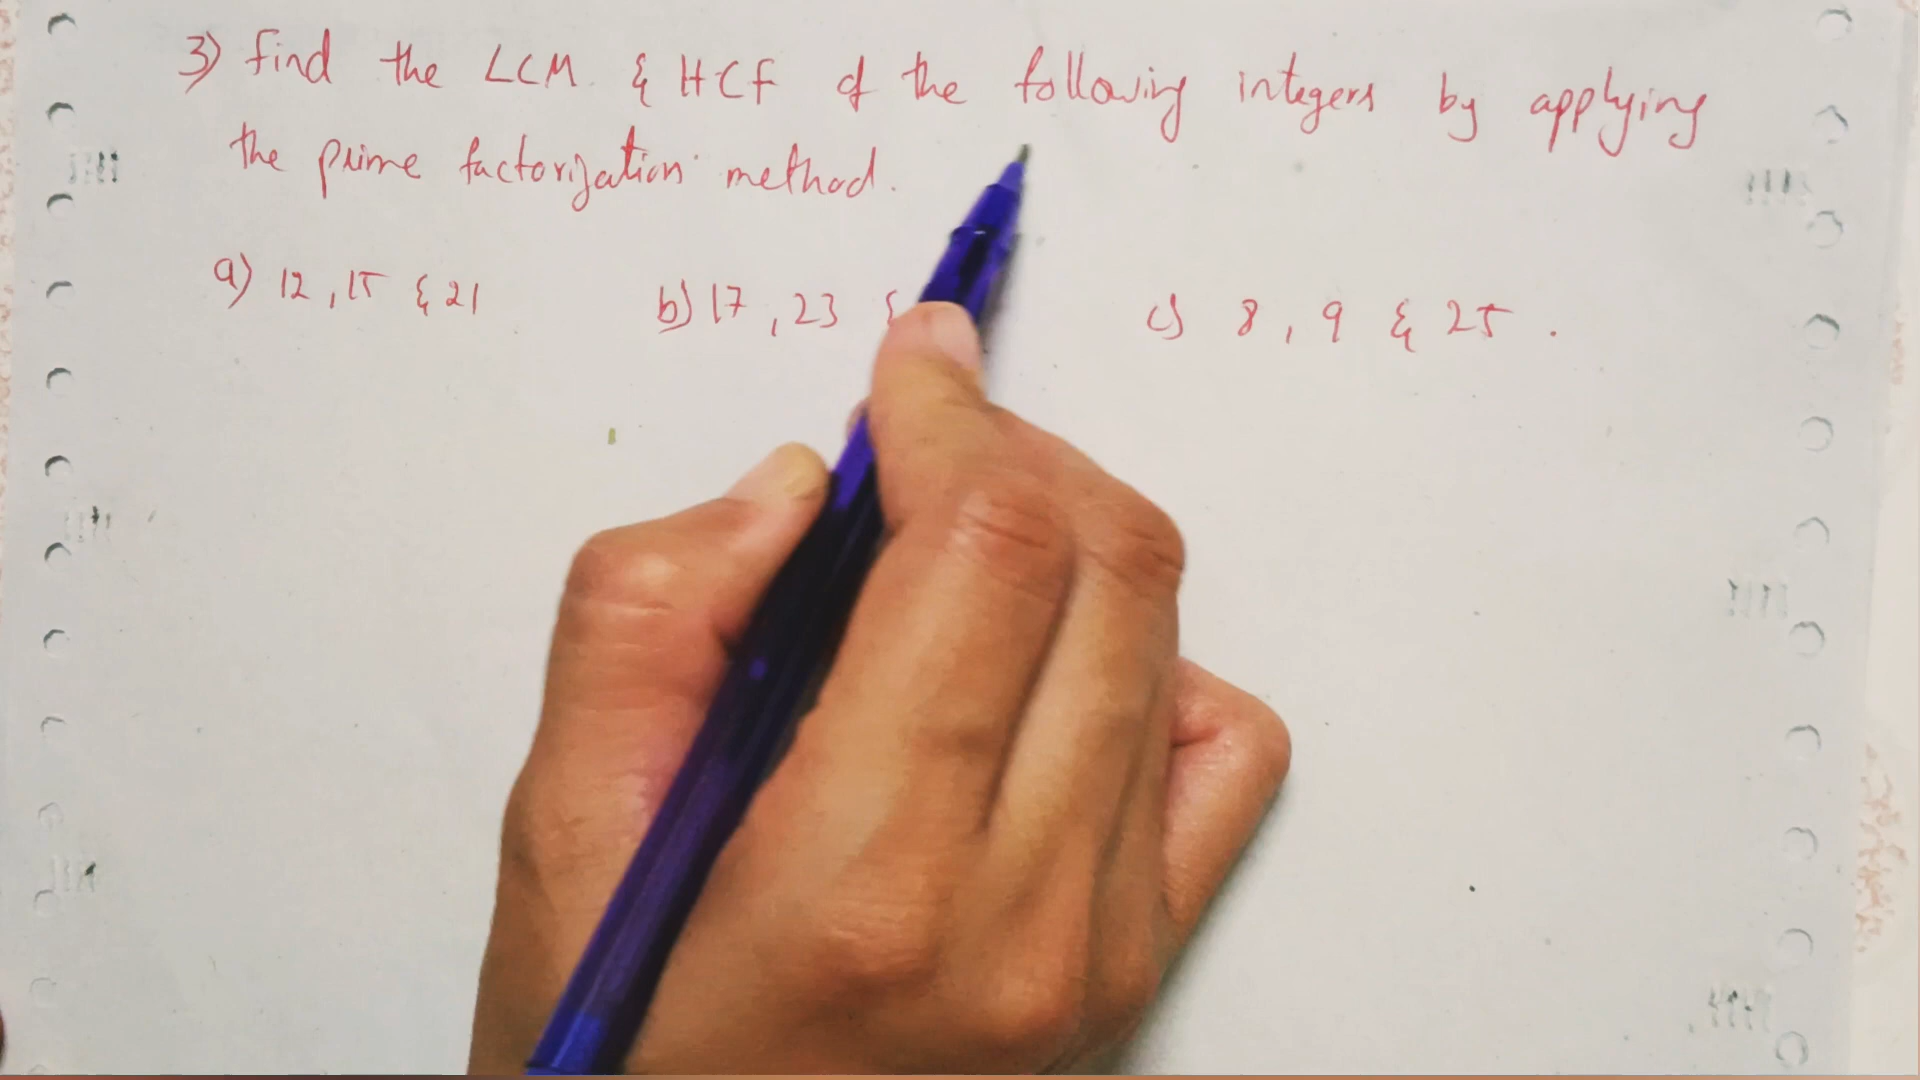 3) find the LCM & HCF of the following integers by applying
the prime factorization method.
a) 12, 15 & 21 b) 17, 23 & c) 8, 9 & 25.